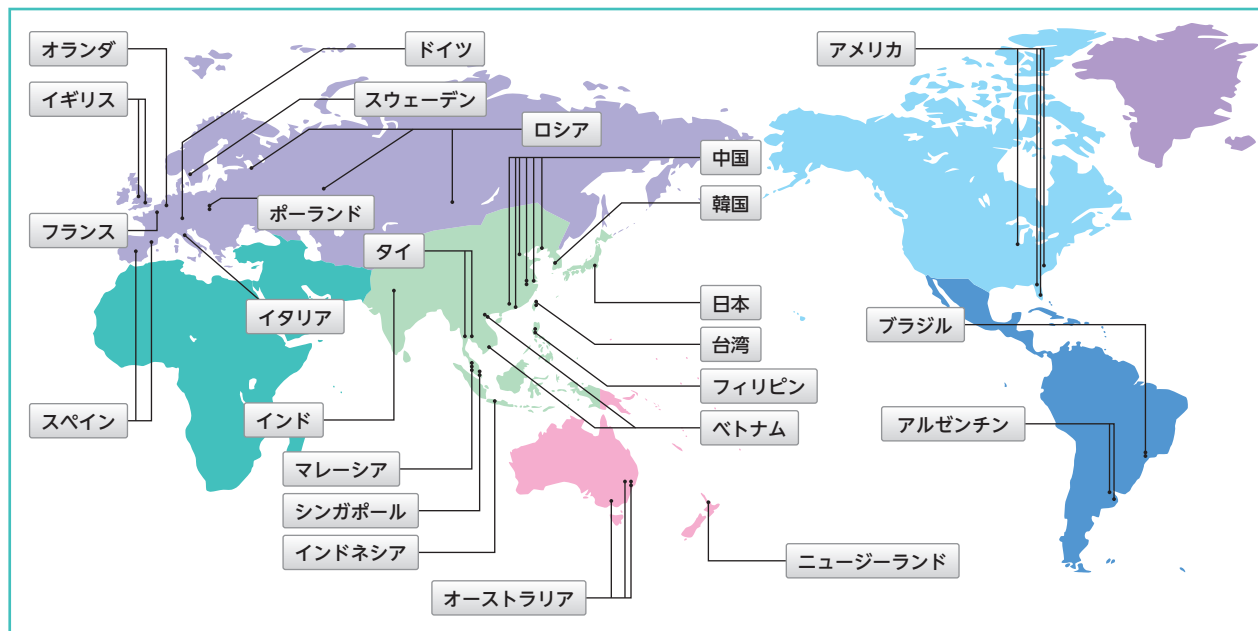 オランダ
ドイツ
アメリカ
イギリス
スウェーデン
ロシア
中国
韓国
ポーランド
フランス
タイ
日本
イタリア
ブラジル
台湾
フィリピン
スペイン
インド
ベトナム
アルゼンチン
マレーシア
シンガポール
インドネシア
ニュージーランド
オーストラリア